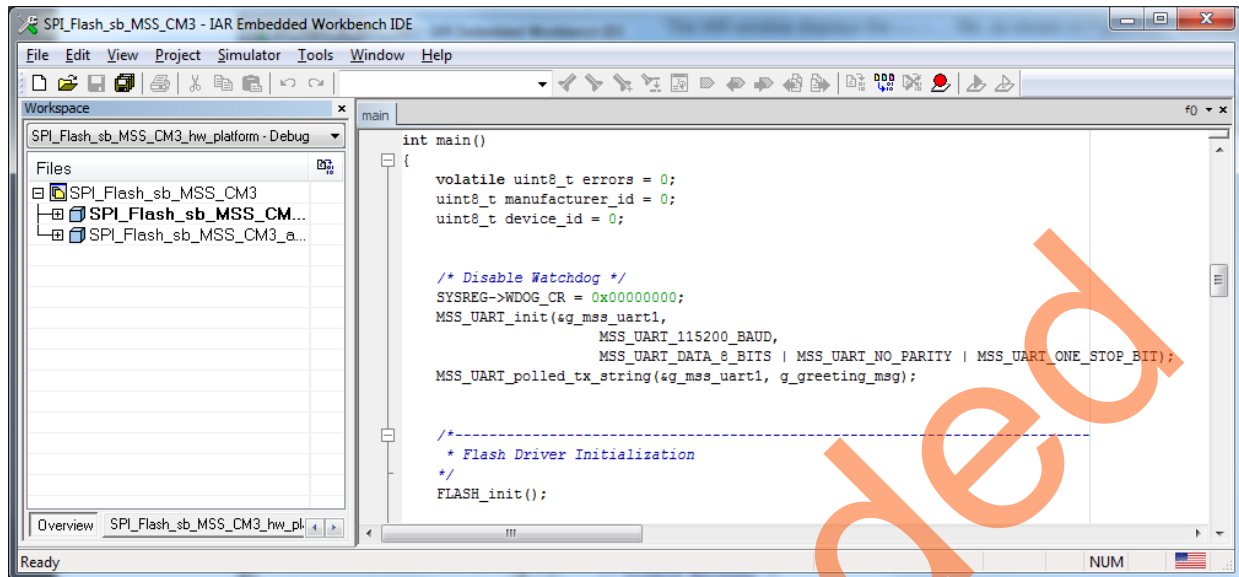 SPI_Flash_sb_MSS_CM3 - IAR Embedded Workbench IDE
File Edit View Project Simulator Tools Window Help
Workspace
SPI_Flash_sb_MSS_CM3_hw_platform - Debug
Files
SPI_Flash_sb_MSS_CM3
SPI_Flash_sb_MSS_CM...
SPI_Flash_sb_MSS_CM3_a...
Overview SPI_Flash_sb_MSS_CM3_hw_pl
main
f0
int main()
{
volatile uint8_t errors = 0;
uint8_t manufacturer_id = 0;
uint8_t device_id = 0;
/* Disable Watchdog */
SYSREG->WDOG_CR = 0x00000000;
MSS_UART_init(&g_mss_uart1,
MSS_UART_115200_BAUD,
MSS_UART_DATA_8_BITS | MSS_UART_NO_PARITY | MSS_UART_ONE_STOP_BIT);
MSS_UART_polled_tx_string(&g_mss_uart1, g_greeting_msg);
/*--------------------------------------------------------------------------
* Flash Driver Initialization
*/
FLASH_init();
Ready
NUM
ded